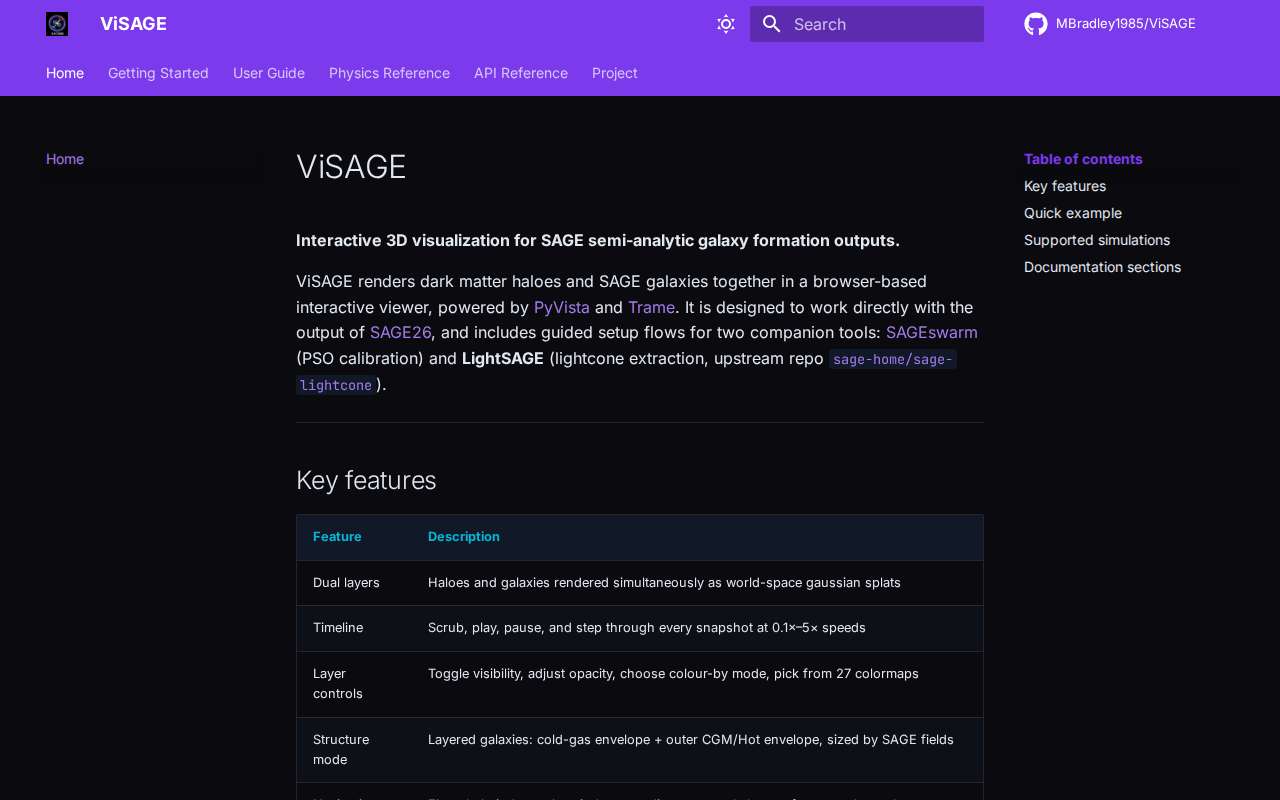 ViSAGE
Search
MBradley1985/ViSAGE
Home
Getting Started
User Guide
Physics Reference
API Reference
Project
Home
ViSAGE
Interactive 3D visualization for SAGE semi-analytic galaxy formation outputs.
ViSAGE renders dark matter haloes and SAGE galaxies together in a browser-based
interactive viewer, powered by PyVista and Trame. It is designed to work directly with the
output of SAGE26, and includes guided setup flows for two companion tools: SAGEswarm
(PSO calibration) and LightSAGE (lightcone extraction, upstream repo sage-home/sage-
lightcone).
Key features
Feature Description
Dual layers Haloes and galaxies rendered simultaneously as world-space gaussian splats
Timeline Scrub, play, pause, and step through every snapshot at 0.1×–5× speeds
Layer controls Toggle visibility, adjust opacity, choose colour-by mode, pick from 27 colormaps
Structure mode Layered galaxies: cold-gas envelope + outer CGM/Hot envelope, sized by SAGE fields
Table of contents
Key features
Quick example
Supported simulations
Documentation sections